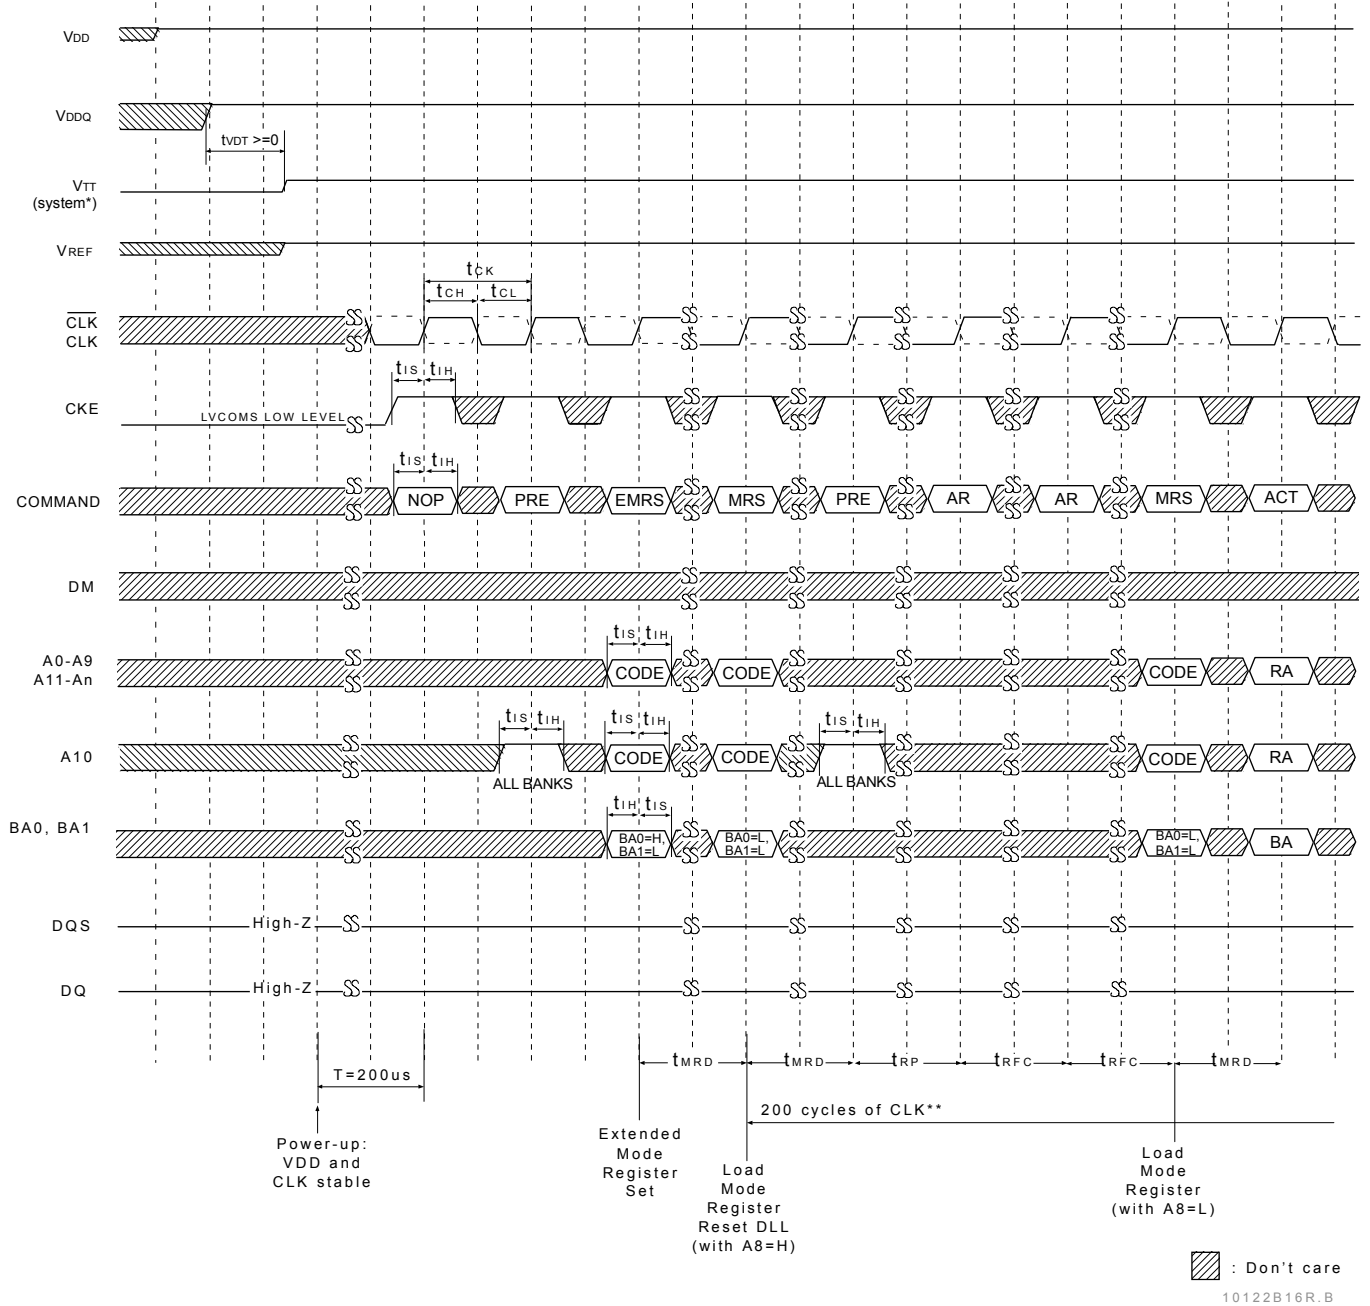 VDD
VDDQ
tVDT >=0
VTT
(system*)
VREF
tCK
tCH tCL
CLK
CLK
tIS tIH
CKE
LVCOMS LOW LEVEL
tIS tIH
COMMAND NOP PRE EMRS MRS PRE AR AR MRS ACT
DM
tIS tIH
A0-A9
A11-An
CODE CODE CODE RA
tIS tIH tIS tIH tIS tIH
A10 CODE CODE CODE RA
ALL BANKS ALL BANKS
tIH tIS
BA0, BA1
BA0=H, BA0=L, BA0=L,
BA1=L BA1=L BA1=L BA
DQS High-Z
DQ High-Z
tMRD tMRD tRP tRFC tRFC tMRD
T=200us
200 cycles of CLK**
Power-up:
VDD and
CLK stable
Extended
Mode
Register
Set
Load
Mode
Register
Reset DLL
(with A8=H)
Load
Mode
Register
(with A8=L)
: Don't care
10122B16R.B